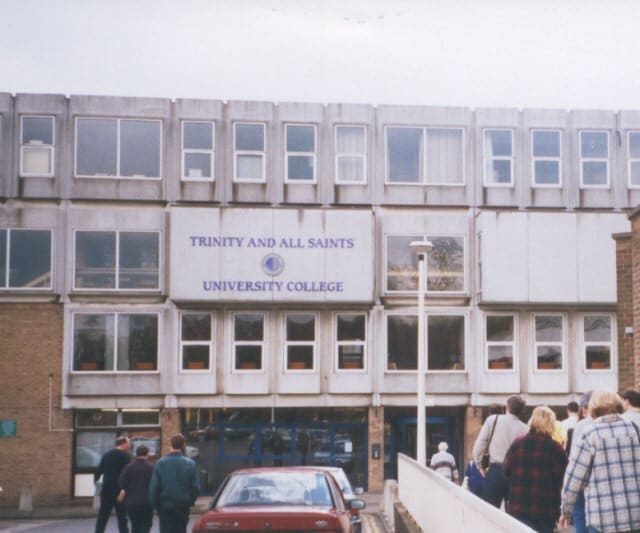 TRINITY AND ALL SAINTS
UNIVERSITY COLLEGE